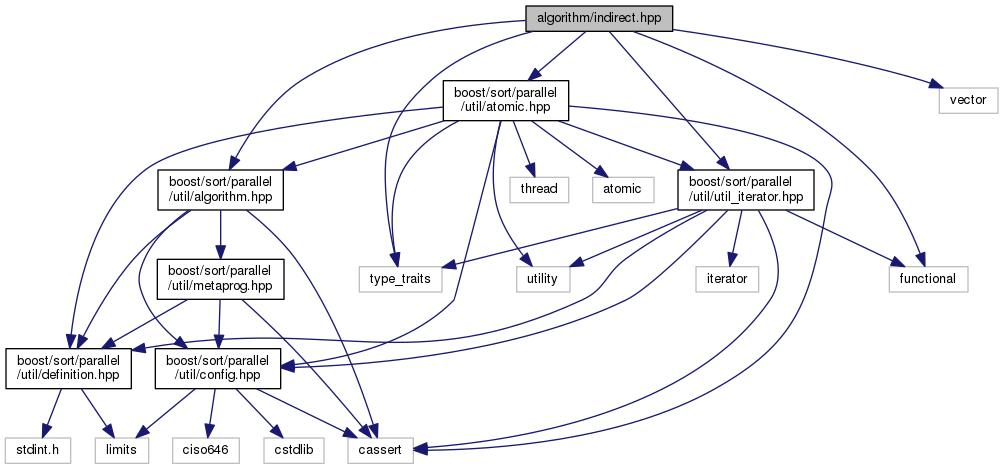 algorithm/indirect.hpp
boost/sort/parallel
/util/atomic.hpp
vector
boost/sort/parallel
/util/algorithm.hpp
thread
atomic
boost/sort/parallel
/util/util_iterator.hpp
boost/sort/parallel
/util/metaprog.hpp
type_traits
utility
iterator
functional
boost/sort/parallel
/util/definition.hpp
boost/sort/parallel
/util/config.hpp
stdint.h
limits
ciso646
cstdlib
cassert